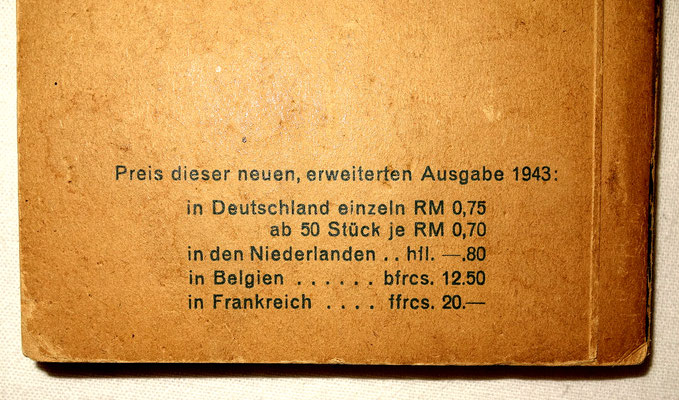 Preis dieser neuen, erweiterten Ausgabe 1943:
in Deutschland einzeln RM 0,75
ab 50 Stück je RM 0,70
in den Niederlanden . . hfl. —.80
in Belgien . . . . . . bfrcs. 12.50
in Frankreich . . . . ffrcs. 20.—